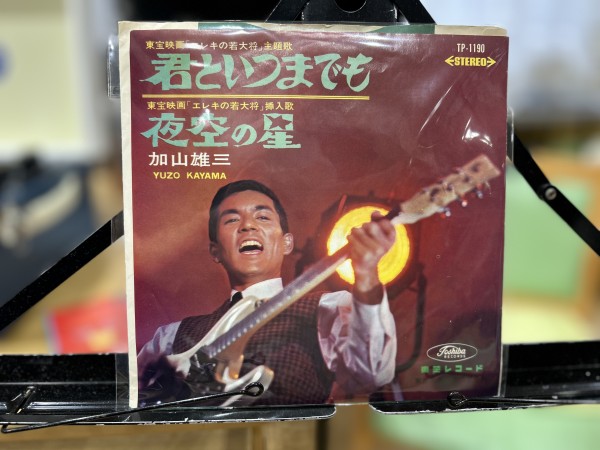 東宝映画「エレキの若大将」主題歌
君といつまでも
東宝映画「エレキの若大将」挿入歌
夜空の星
加山雄三
YUZO KAYAMA
TP-1190
STEREO
Toshiba
RECORDS
東芝レコード